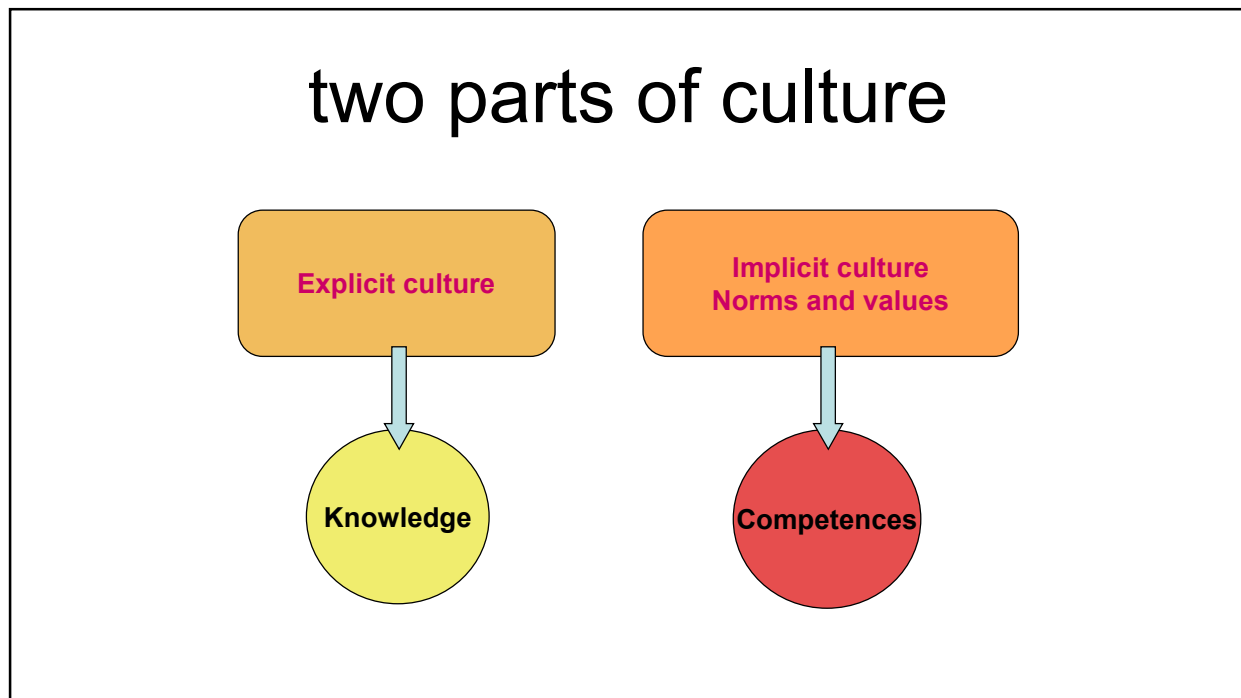 two parts of culture
Explicit culture
Implicit culture
Norms and values
Knowledge
Competences